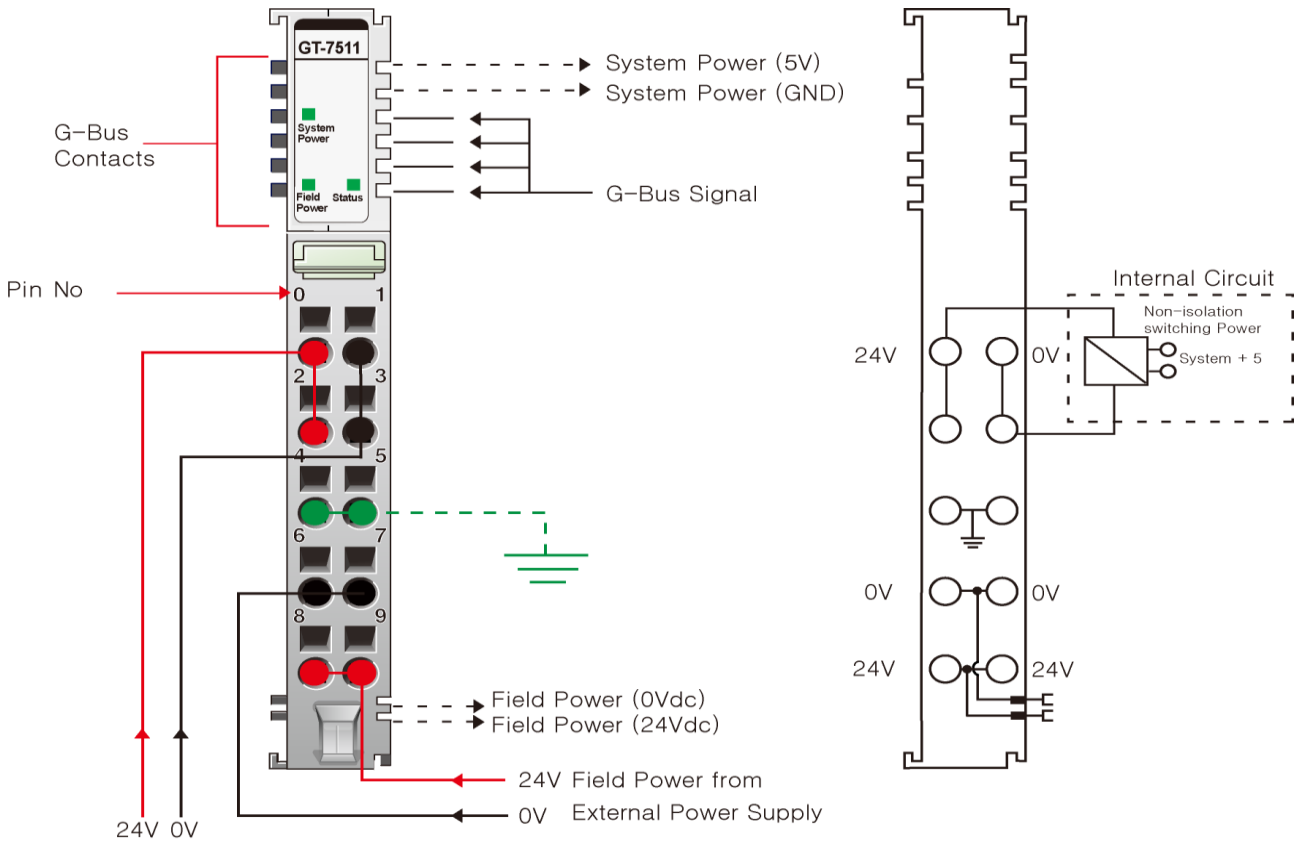 GT-7511
System
Power
Field
Power
Status
G-Bus
Contacts
System Power (5V)
System Power (GND)
G-Bus Signal
Pin No
0 1
2 3
4 5
6 7
8 9
Field Power (0Vdc)
Field Power (24Vdc)
24V Field Power from
0V External Power Supply
24V 0V
Internal Circuit
Non-isolation
switching Power
System + 5
24V 0V
0V 0V
24V 24V